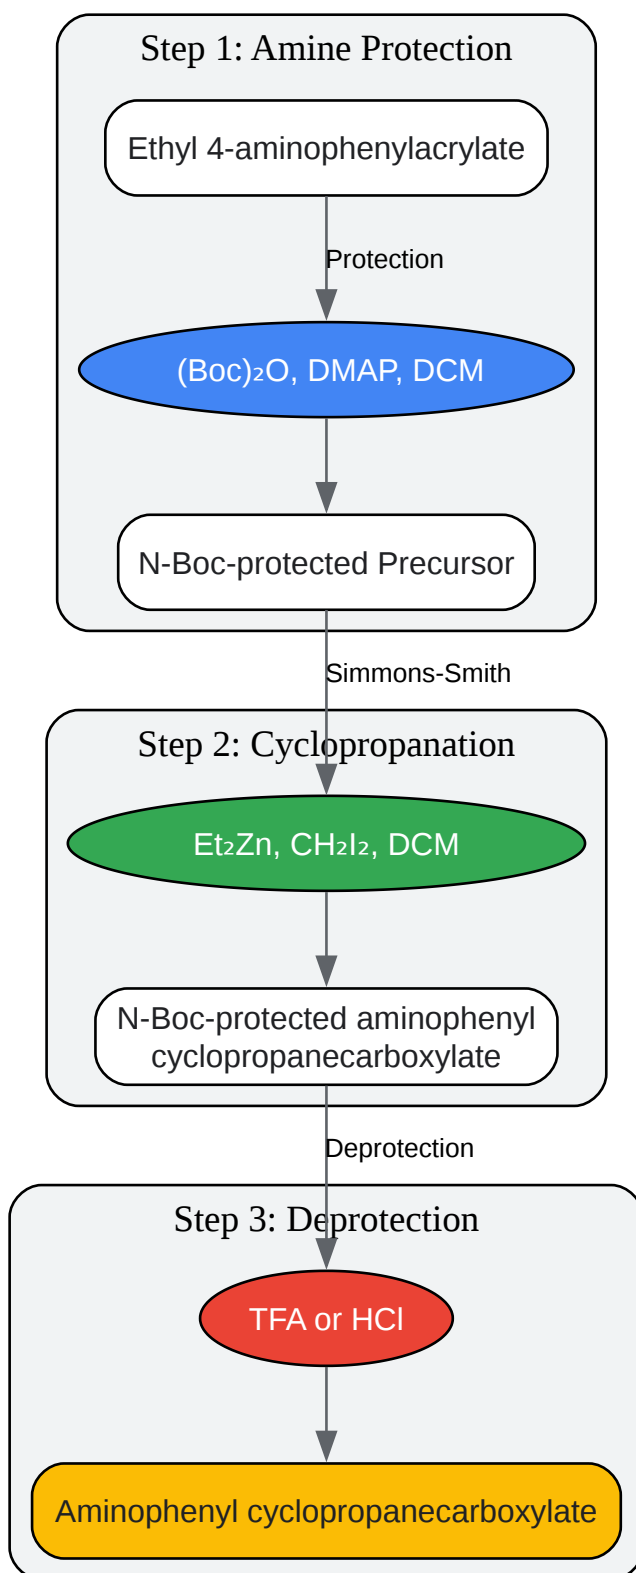 Step 1: Amine Protection
Ethyl 4-aminophenylacrylate
Protection
(Boc)₂O, DMAP, DCM
N-Boc-protected Precursor
Simmons-Smith
Step 2: Cyclopropanation
Et₂Zn, CH₂I₂, DCM
N-Boc-protected aminophenyl
cyclopropanecarboxylate
Deprotection
Step 3: Deprotection
TFA or HCl
Aminophenyl cyclopropanecarboxylate